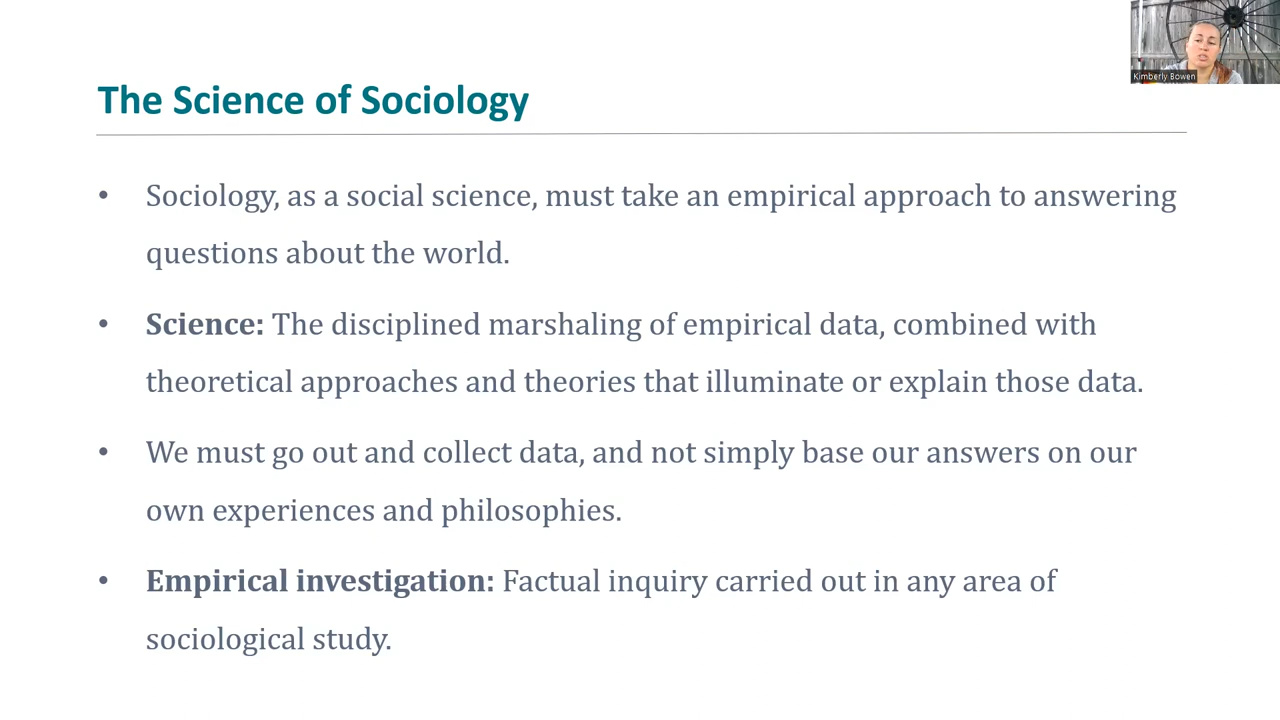 The Science of Sociology
Kimberly Bowen
• Sociology, as a social science, must take an empirical approach to answering
questions about the world.
• Science: The disciplined marshaling of empirical data, combined with
theoretical approaches and theories that illuminate or explain those data.
• We must go out and collect data, and not simply base our answers on our
own experiences and philosophies.
• Empirical investigation: Factual inquiry carried out in any area of
sociological study.